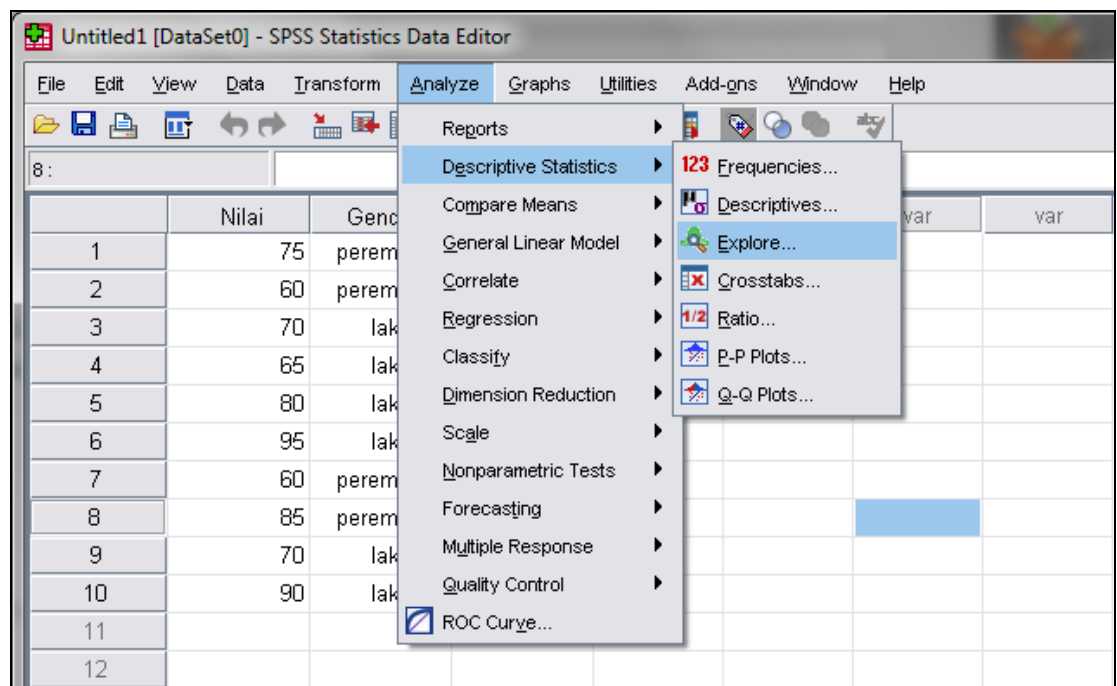 Untitled1 [DataSet0] - SPSS Statistics Data Editor
File Edit View Data Transform Analyze Graphs Utilities Add-ons Window Help
8 :
Reports
Descriptive Statistics
Compare Means
General Linear Model
Correlate
Regression
Classify
Dimension Reduction
Scale
Nonparametric Tests
Forecasting
Multiple Response
Quality Control
ROC Curve...
123 Frequencies...
Descriptives...
Explore...
Crosstabs...
1/2 Ratio...
P-P Plots...
Q-Q Plots...
Nilai Gend var var
1 75 perem
2 60 perem
3 70 lak
4 65 lak
5 80 lak
6 95 lak
7 60 perem
8 85 perem
9 70 lak
10 90 lak
11
12